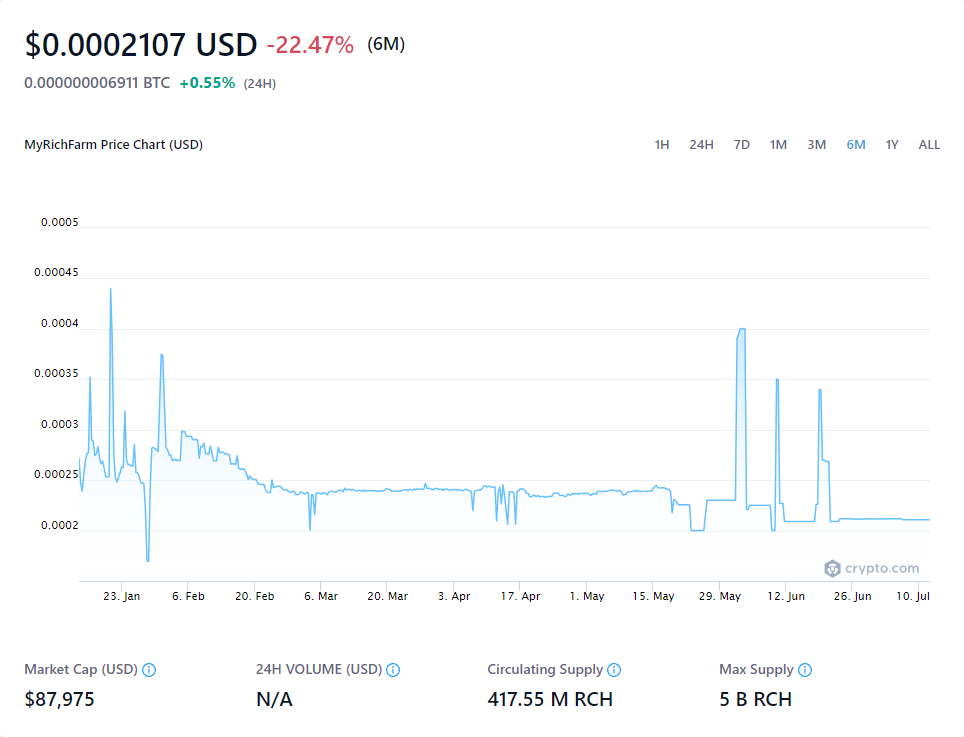 $0.0002107 USD -22.47% (6M)
0.000000006911 BTC +0.55% (24H)
MyRichFarm Price Chart (USD) 1H 24H 7D 1M 3M 6M 1Y ALL
0.0005
0.00045
0.0004
0.00035
0.0003
0.00025
0.0002
crypto.com
23. Jan 6. Feb 20. Feb 6. Mar 20. Mar 3. Apr 17. Apr 1. May 15. May 29. May 12. Jun 26. Jun 10. Jul
Market Cap (USD) 24H VOLUME (USD) Circulating Supply Max Supply
$87,975 N/A 417.55 M RCH 5 B RCH